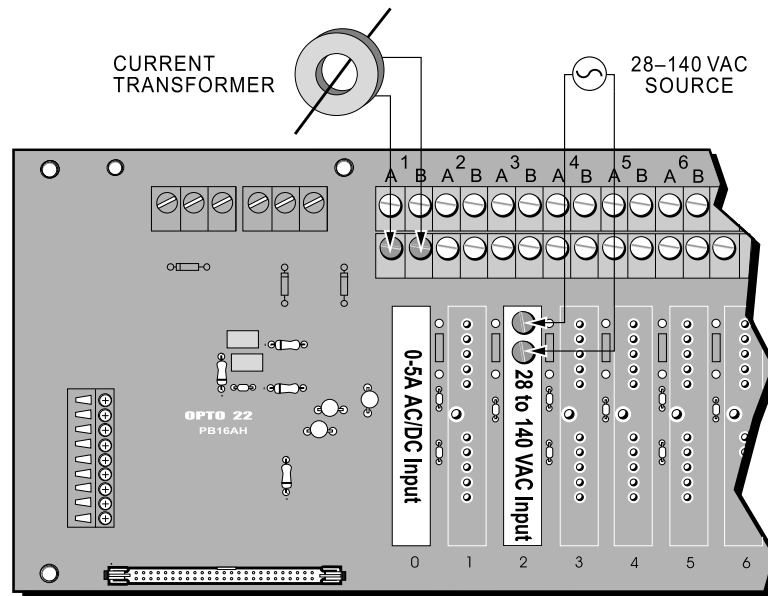 CURRENT
TRANSFORMER
28–140 VAC
SOURCE
1 2 3 4 5 6
A B A B A B A B A B A B
0-5A AC/DC Input
28 to 140 VAC Input
OPTO 22
PB16AH
0 1 2 3 4 5 6